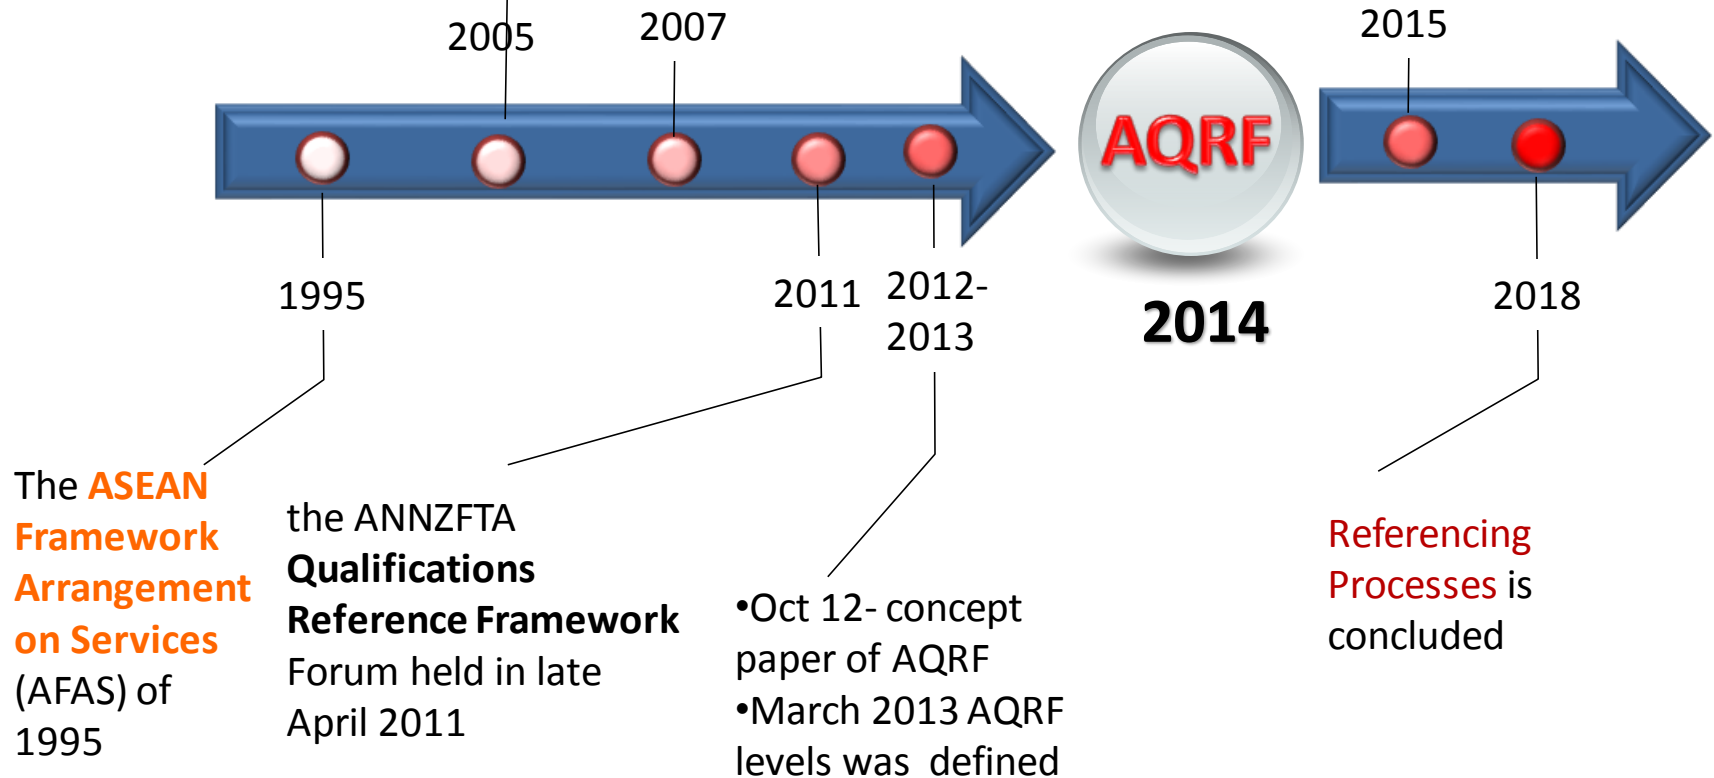 2005
2007
2015
AQRF
1995
2011
2012-
2013
2014
2018
The ASEAN
Framework
Arrangement
on Services
(AFAS) of
1995
the ANNZFTA
Qualifications
Reference Framework
Forum held in late
April 2011
•Oct 12- concept
paper of AQRF
•March 2013 AQRF
levels was defined
Referencing
Processes is
concluded